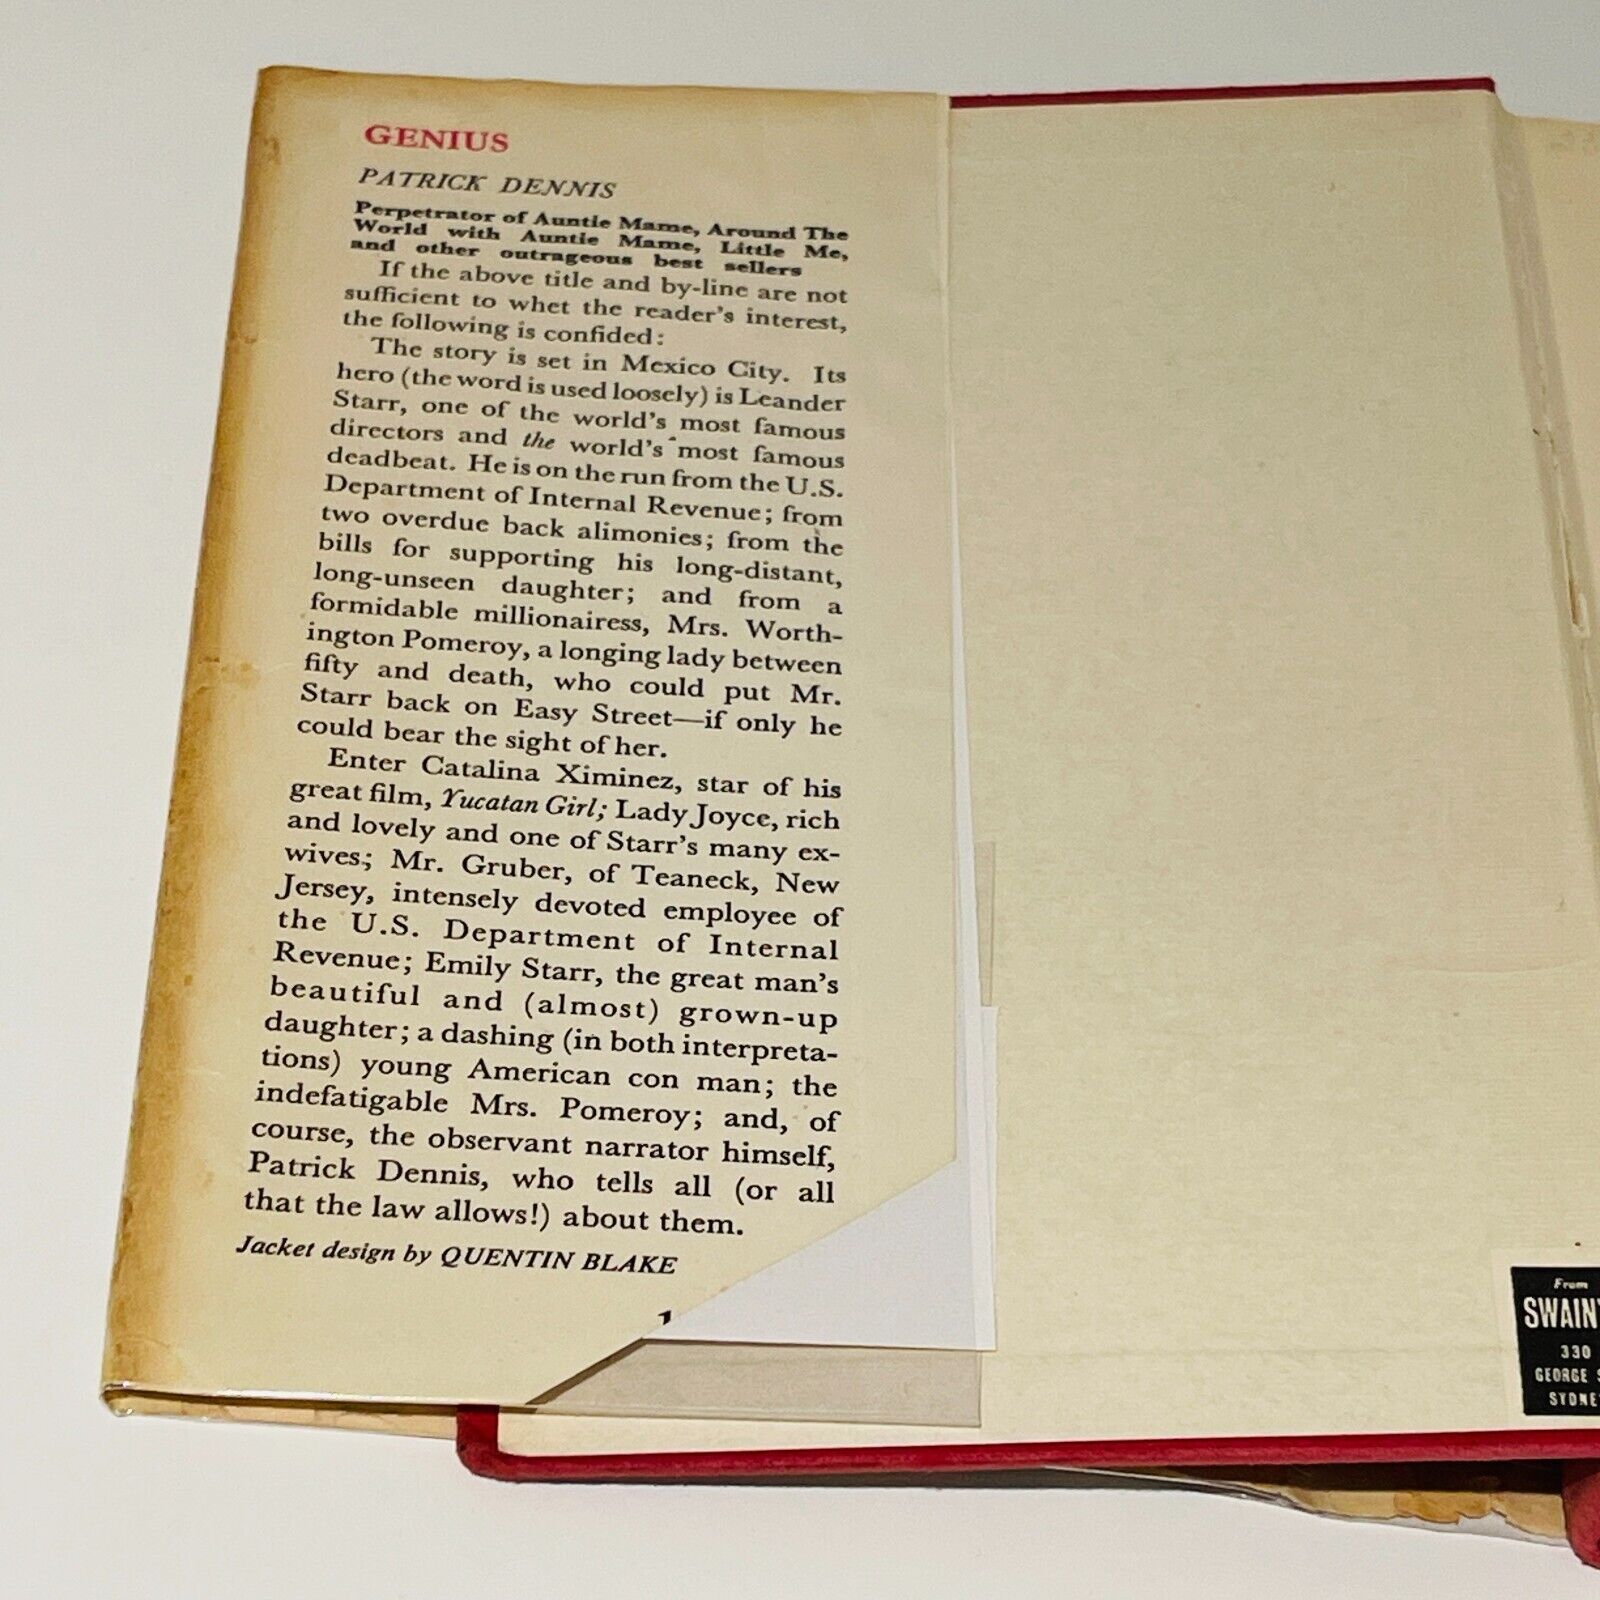 GENIUS
PATRICK DENNIS
Perpetrator of Auntie Mame, Around The
World with Auntie Mame, Little Me,
and other outrageous best sellers
If the above title and by-line are not
sufficient to whet the reader's interest,
the following is confided:
The story is set in Mexico City. Its
hero (the word is used loosely) is Leander
Starr, one of the world's most famous
directors and the world's most famous
deadbeat. He is on the run from the U.S.
Department of Internal Revenue; from
two overdue back alimonies; from the
bills for supporting his long-distant,
long-unseen daughter; and from a
formidable millionairess, Mrs. Worth-
ington Pomeroy, a longing lady between
fifty and death, who could put Mr.
Starr back on Easy Street—if only he
could bear the sight of her.
Enter Catalina Ximinez, star of his
great film, Yucatan Girl; Lady Joyce, rich
and lovely and one of Starr's many ex-
wives; Mr. Gruber, of Teaneck, New
Jersey, intensely devoted employee of
the U.S. Department of Internal
Revenue; Emily Starr, the great man's
beautiful and (almost) grown-up
daughter; a dashing (in both interpreta-
tions) young American con man; the
indefatigable Mrs. Pomeroy; and, of
course, the observant narrator himself,
Patrick Dennis, who tells all (or all
that the law allows!) about them.
Jacket design by QUENTIN BLAKE
From
SWAIN
330
GEORGE S
SYDNE